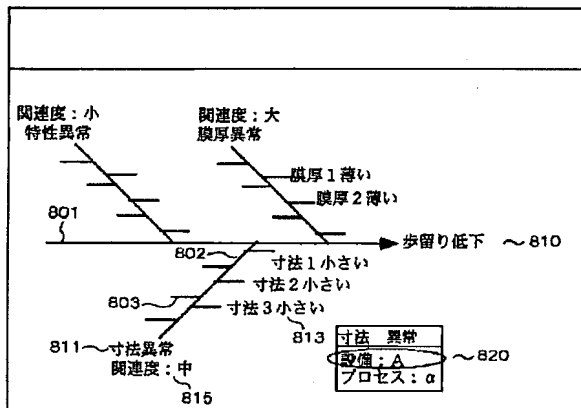 関連度：小
特性異常
関連度：大
膜厚異常
膜厚1薄い
膜厚2薄い
801
歩留り低下 810
802
寸法1小さい
寸法2小さい
803
寸法3小さい
813
811 寸法異常
関連度：中
815
寸法 異常
設備：A
プロセス：α
820